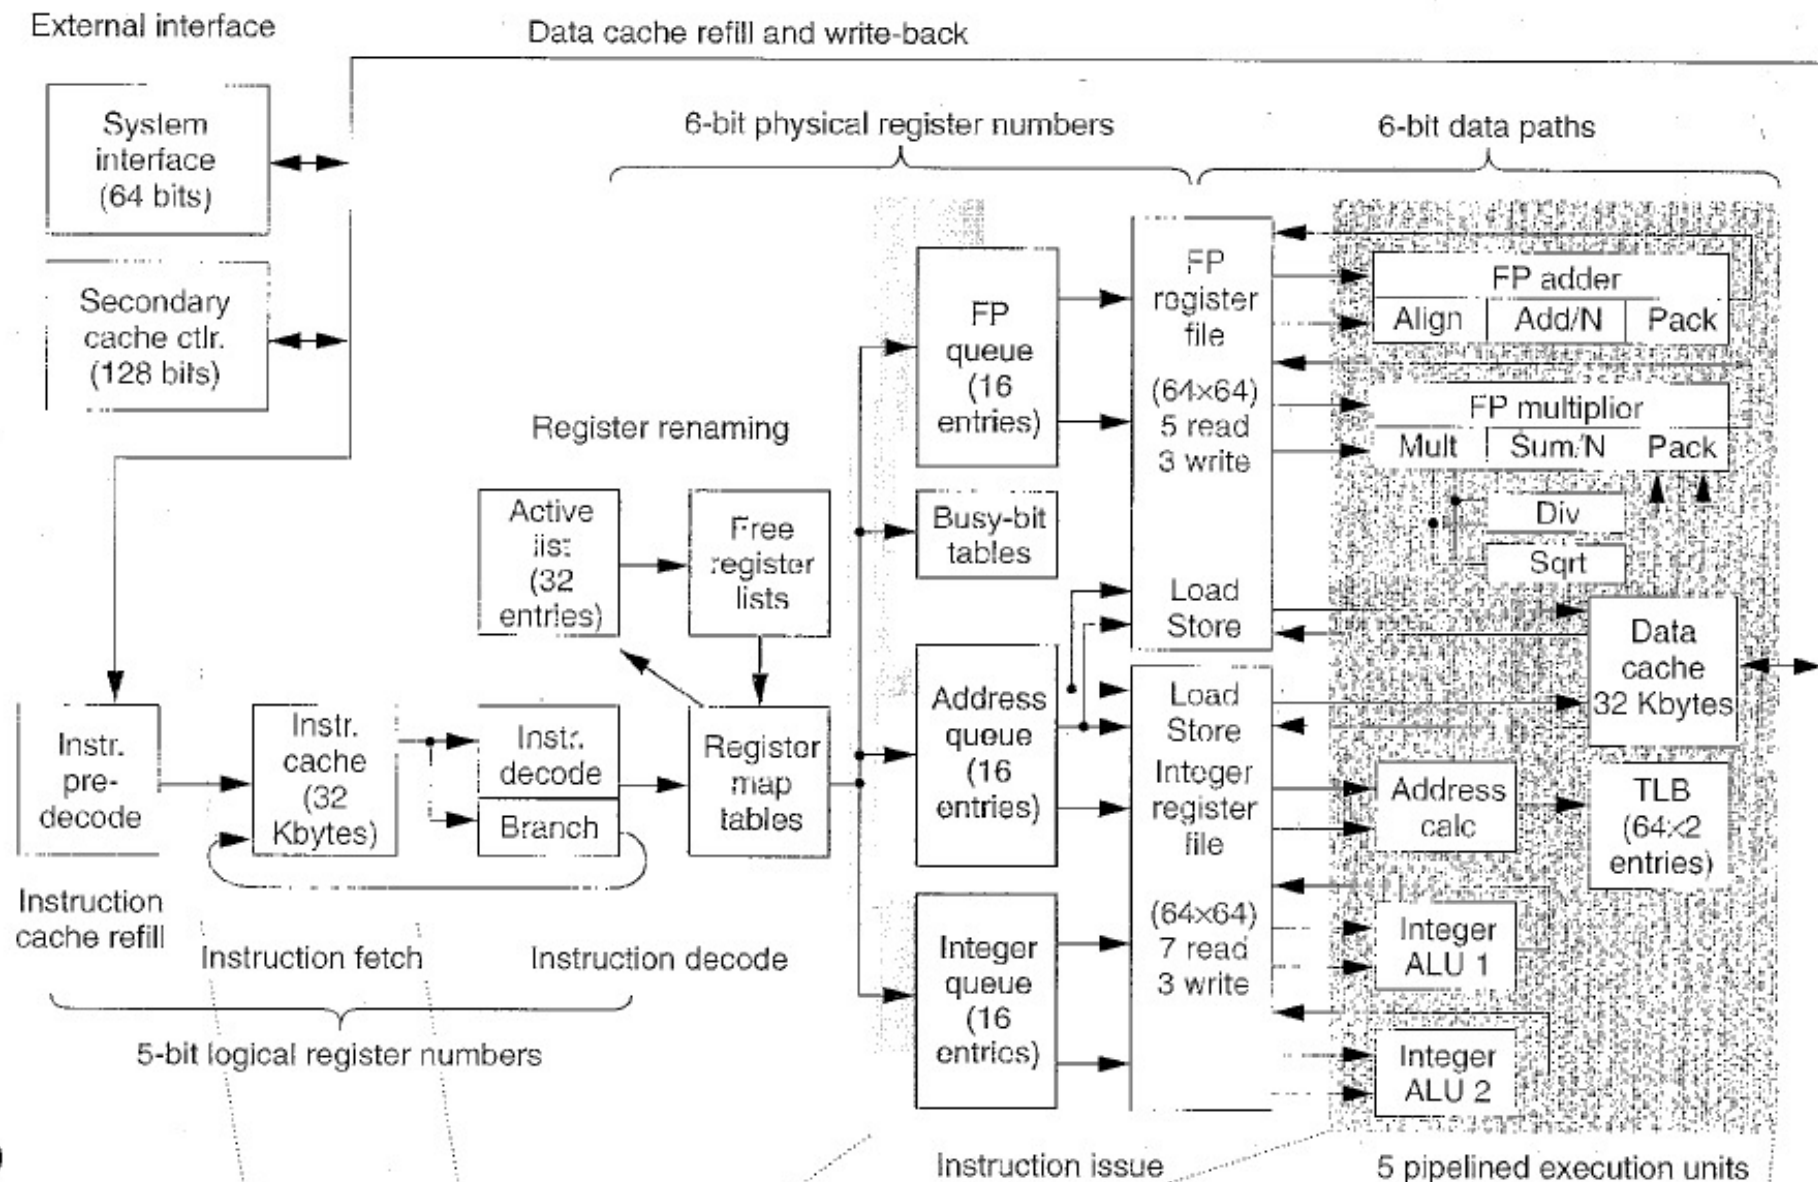 External interface
Data cache refill and write-back
System
interface
(64 bits)
6-bit physical register numbers
6-bit data paths
Secondary
cache ctlr.
(128 bits)
Register renaming
Active
list
(32
entries)
Free
register
lists
FP
queue
(16
entries)
Busy-bit
tables
FP
register
file
(64×64)
5 read
3 write
Load
Store
FP adder
Align
Add/N
Pack
FP multiplior
Mult
Sum/N
Pack
Div
Sqrt
Data
cache
32 Kbytes
Instr.
pre-
decode
Instr.
cache
(32
Kbytes)
Instr.
decode
Branch
Register
map
tables
Address
queue
(16
entries)
Load
Store
Integer
register
file
(64×64)
7 read
3 write
Address
calc
TLB
(64×2
entries)
Integer
queue
(16
entries)
Integer
ALU 1
Integer
ALU 2
Instruction
cache refill
Instruction fetch
Instruction decode
5-bit logical register numbers
Instruction issue
5 pipelined execution units